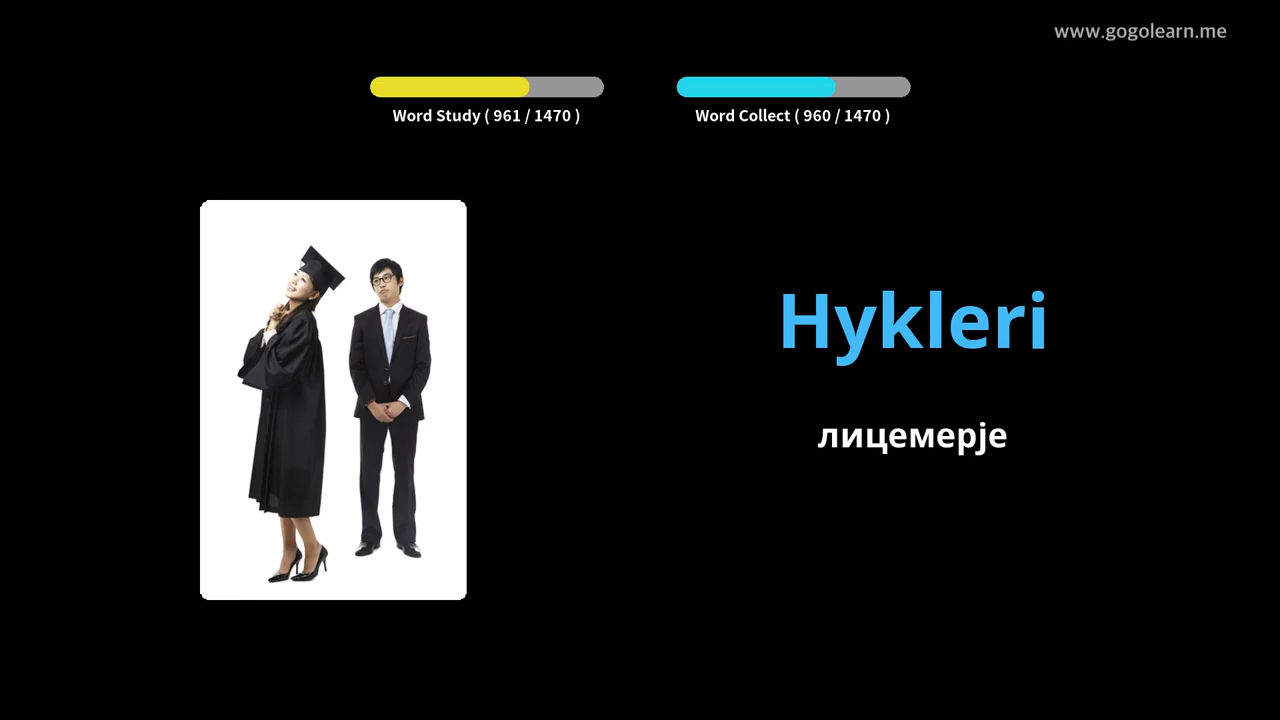 www.gogolearn.me
Word Study ( 961 / 1470 )
Word Collect ( 960 / 1470 )
Hykleri
лицемерје